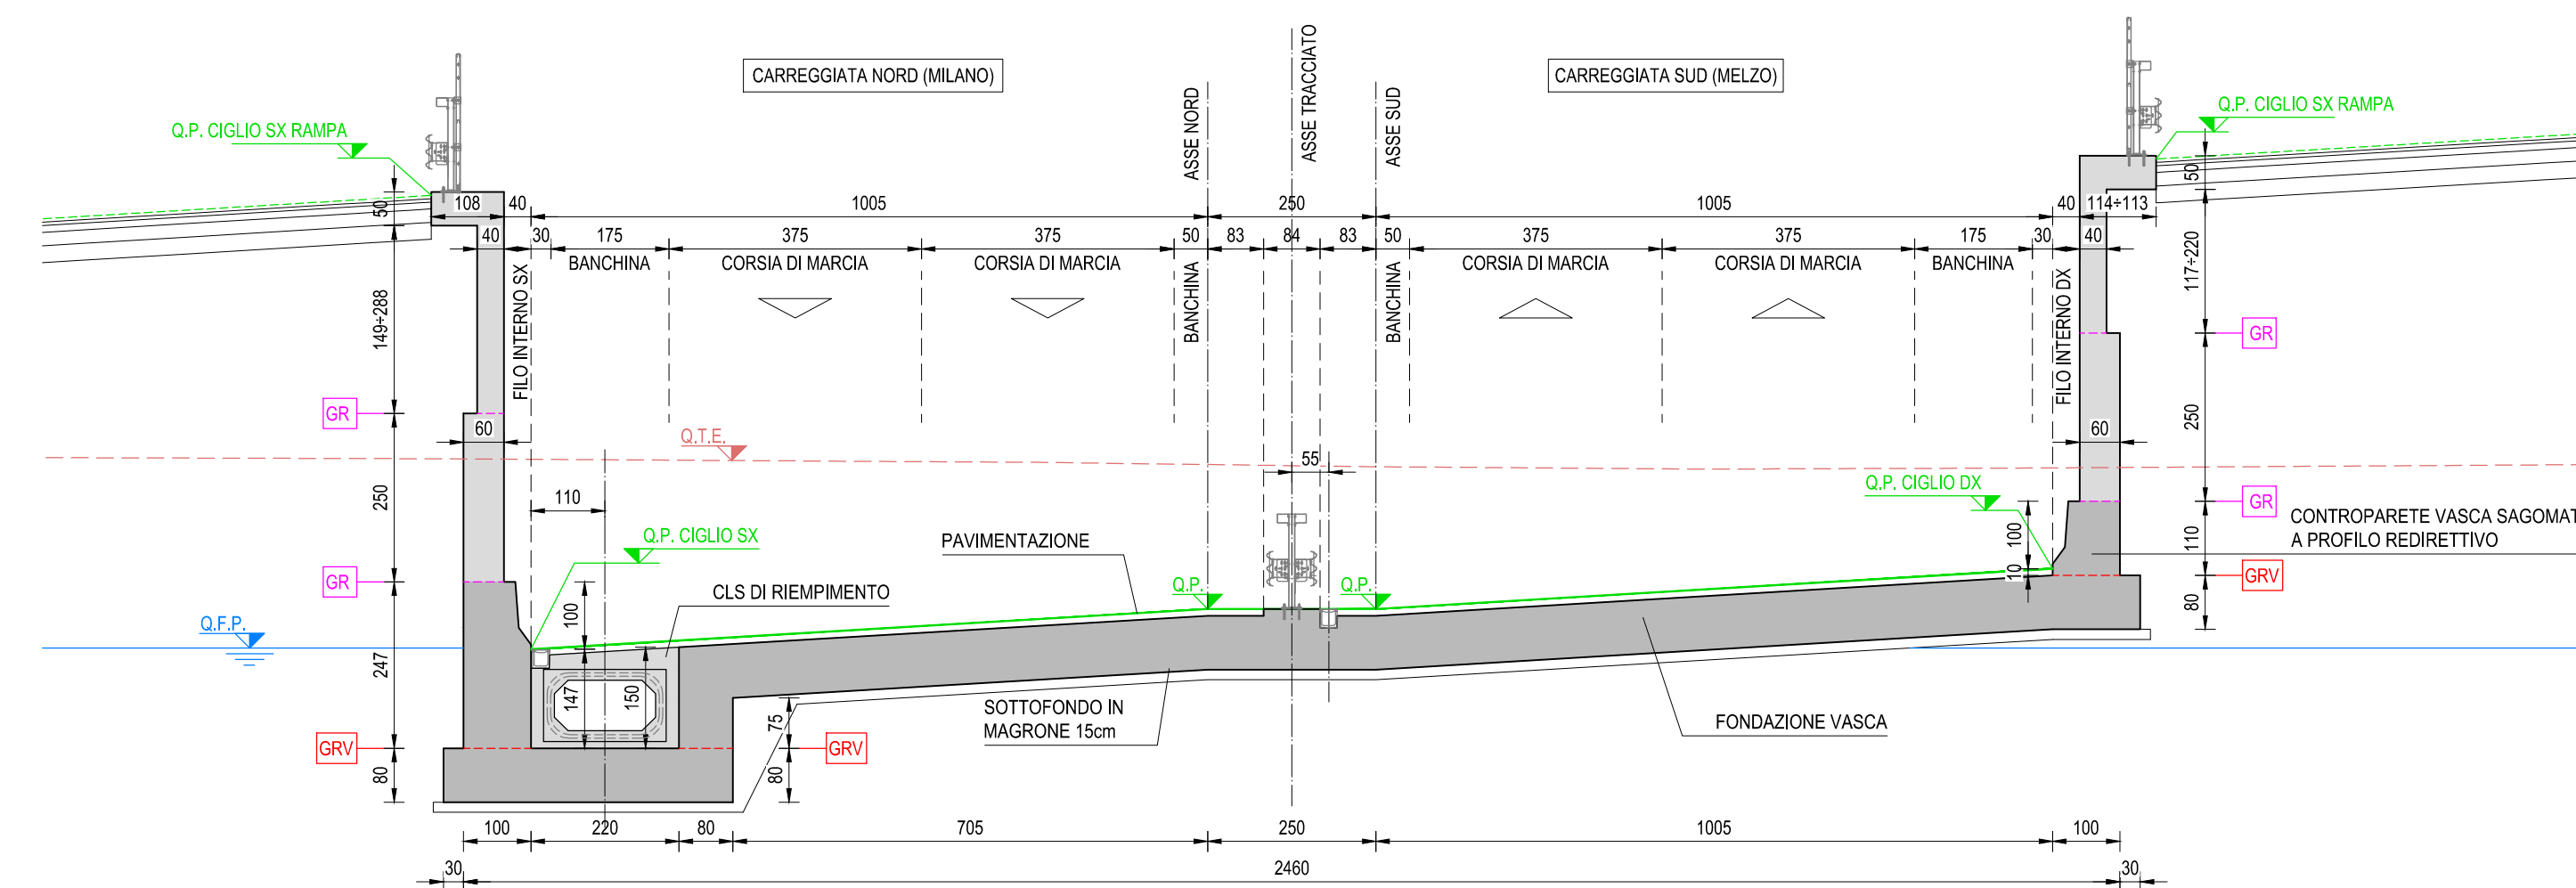 CARREGGIATA NORD (MILANO)
CARREGGIATA SUD (MELZO)
ASSE NORD
ASSE TRACCIATO
ASSE SUD
Q.P. CIGLIO SX RAMPA
Q.P. CIGLIO SX RAMPA
50
108
40
1005
250
1005
40
114÷113
50
40
30
175
375
375
50
83
84
83
50
375
375
175
30
40
BANCHINA
CORSIA DI MARCIA
CORSIA DI MARCIA
BANCHINA
BANCHINA
CORSIA DI MARCIA
CORSIA DI MARCIA
BANCHINA
FILO INTERNO SX
FILO INTERNO DX
149÷288
117÷220
GR
GR
60
Q.T.E.
60
250
250
55
110
Q.P. CIGLIO DX
GR
Q.P. CIGLIO SX
PAVIMENTAZIONE
100
110
CONTROPARETE VASCA SAGOMAT
A PROFILO REDIRETTIVO
GR
CLS DI RIEMPIMENTO
Q.P.
Q.P.
10
GRV
80
Q.F.P.
100
247
147
150
75
SOTTOFONDO IN
MAGRONE 15cm
FONDAZIONE VASCA
GRV
GRV
80
80
100
220
80
705
250
1005
100
30
2460
30